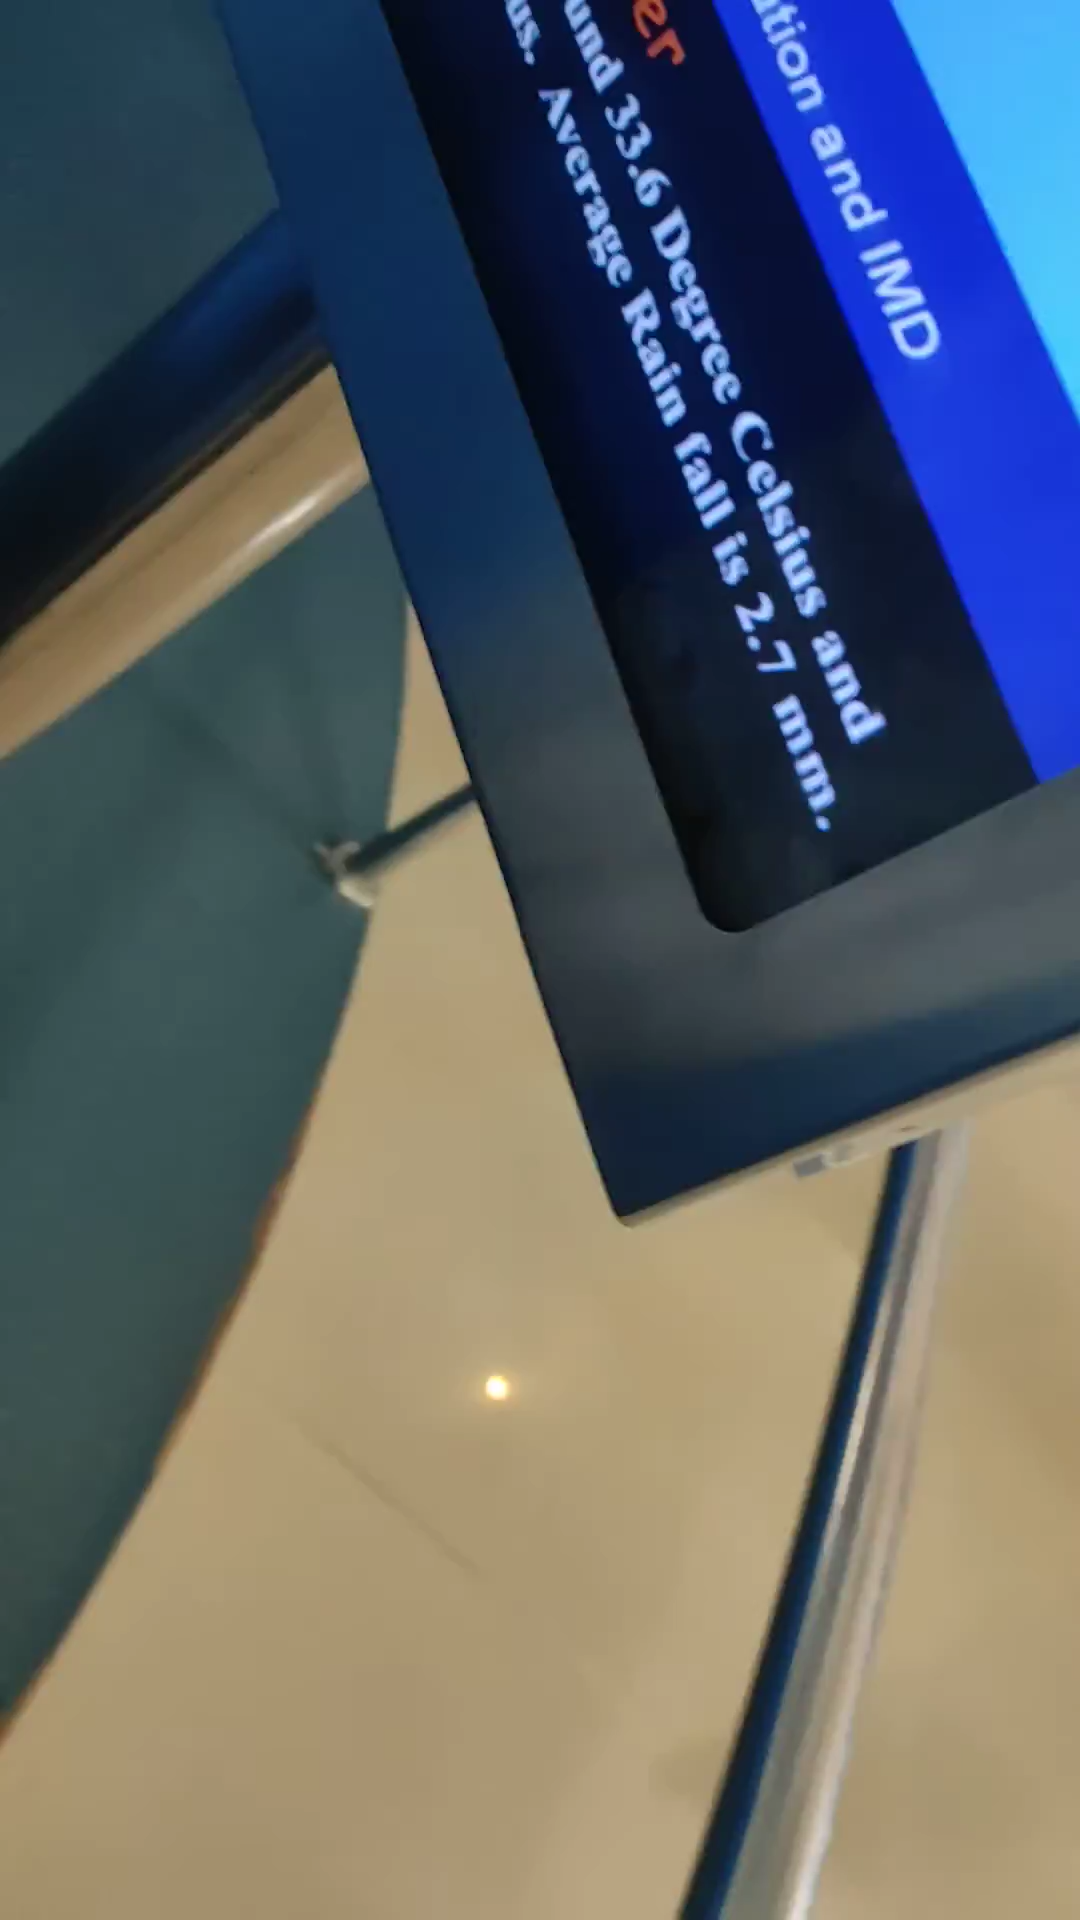 ation and IMD
er
und 33.6 Degree Celsius and
us. Average Rain fall is 2.7 mm.